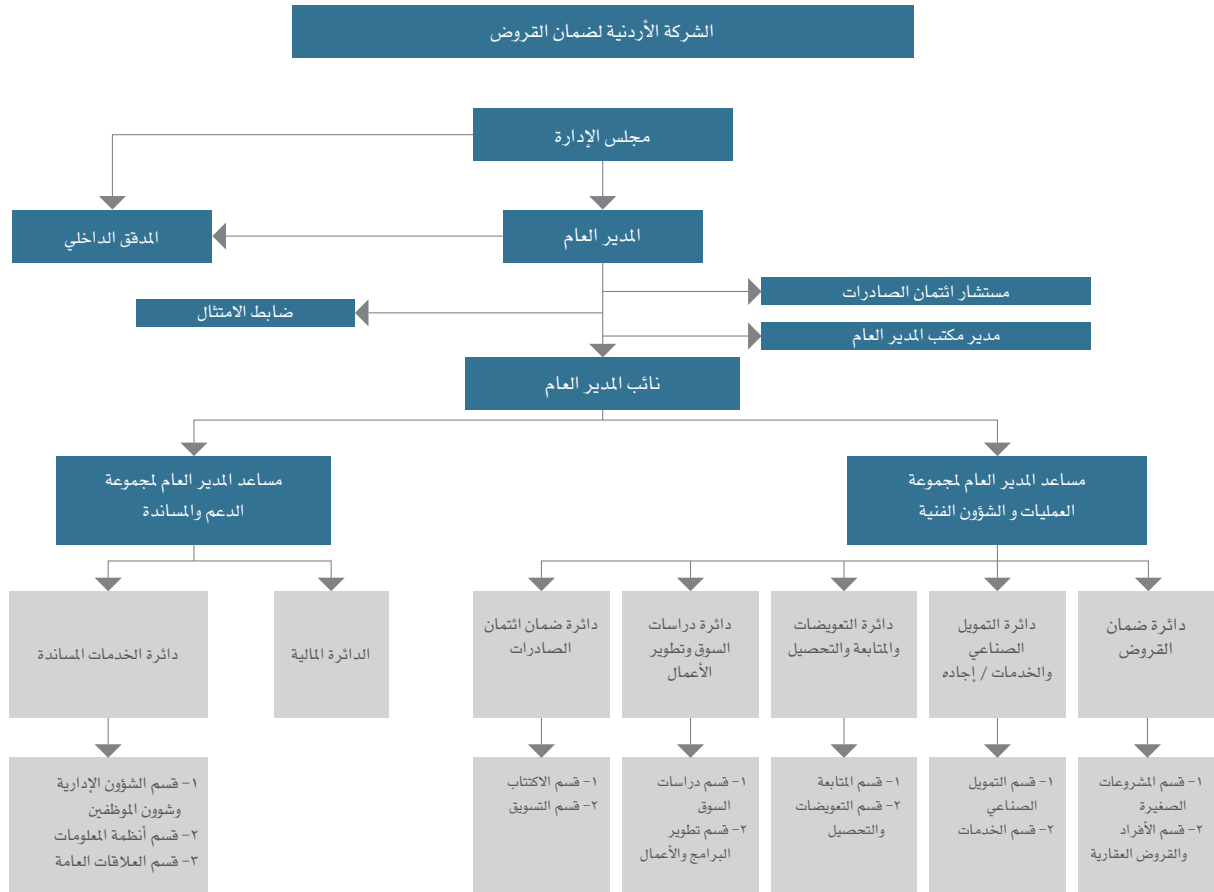 الشركة الأردنية لضمان القروض
مجلس الإدارة
المدير العام
المدقق الداخلي
مستشار ائتمان الصادرات
ضابط الامتثال
مدير مكتب المدير العام
نائب المدير العام
مساعد المدير العام لمجموعة
العمليات و الشؤون الفنية
مساعد المدير العام لمجموعة
الدعم والمساندة
دائرة ضمان
القروض
دائرة التمويل
الصناعي
والخدمات / إجاده
دائرة التعويضات
والمتابعة والتحصيل
دائرة دراسات
السوق وتطوير
الأعمال
دائرة ضمان ائتمان
الصادرات
الدائرة المالية
دائرة الخدمات المساندة
١- قسم المشروعات
الصغيرة
٢- قسم الأفراد
والقروض العقارية
١- قسم التمويل
الصناعي
٢- قسم الخدمات
١- قسم المتابعة
٢- قسم التعويضات
والتحصيل
١- قسم دراسات
السوق
٢- قسم تطوير
البرامج والأعمال
١- قسم الاكتتاب
٢- قسم التسويق
١- قسم الشؤون الإدارية
وشوون الموظفين
٢- قسم أنظمة المعلومات
٣- قسم العلاقات العامة